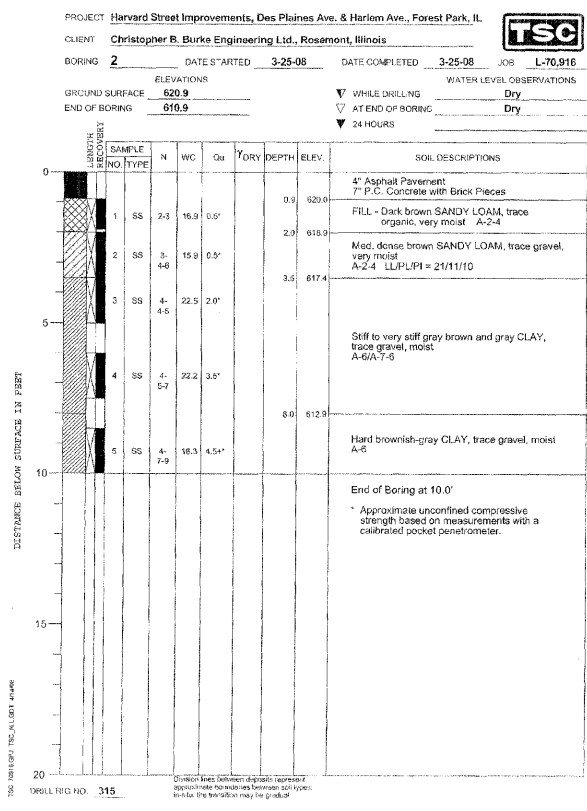 PROJECT Harvard Street Improvements, Des Plaines Ave. & Harlem Ave., Forest Park, IL
TSC
CLIENT Christopher B. Burke Engineering Ltd., Rosemont, Illinois
BORING 2 DATE STARTED 3-25-08 DATE COMPLETED 3-25-08 JOB L-70,916
ELEVATIONS WATER LEVEL OBSERVATIONS
GROUND SURFACE 620.9 WHILE DRILLING Dry
END OF BORING 610.9 AT END OF BORING Dry
24 HOURS
LENGTH RECOVERY SAMPLE NO. TYPE N WC Qu γDRY DEPTH ELEV. SOIL DESCRIPTIONS
0
4" Asphalt Pavement
7" P.C. Concrete with Brick Pieces
0.9 620.0
1 SS 2-3 16.9 0.5* FILL - Dark brown SANDY LOAM, trace
organic, very moist A-2-4
2.0 618.9
2 SS 3- 15.9 0.5* Med. dense brown SANDY LOAM, trace gravel,
4-6 very moist
A-2-4 LL/PL/PI = 21/11/10
3.5 617.4
3 SS 4- 22.5 2.0*
4-5
5
Stiff to very stiff gray brown and gray CLAY,
trace gravel, moist
A-6/A-7-6
4 SS 4- 22.2 3.5*
5-7
8.0 612.9
5 SS 4- 16.3 4.5+* Hard brownish-gray CLAY, trace gravel, moist
7-9 A-6
10
End of Boring at 10.0'
* Approximate unconfined compressive
strength based on measurements with a
calibrated pocket penetrometer.
DISTANCE BELOW SURFACE IN FEET
15
20
TSC 70916.GPJ TSC_ALL.GDT
DRILL RIG NO. 315
Division lines between deposits represent
approximate boundaries between soil types;
in-situ, the transition may be gradual